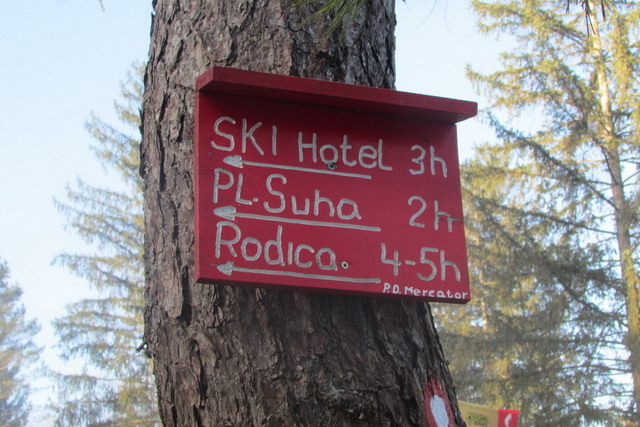 SKI Hotel 3h
PL. Suha 2h
Rodica 4-5h
P.D. Mercator